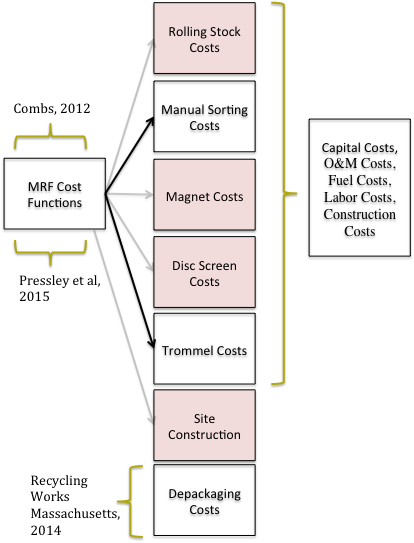 Combs, 2012
MRF Cost
Functions
Pressley et al,
2015
Rolling Stock
Costs
Manual Sorting
Costs
Magnet Costs
Disc Screen
Costs
Trommel Costs
Site
Construction
Depackaging
Costs
Recycling
Works
Massachusetts,
2014
Capital Costs,
O&M Costs,
Fuel Costs,
Labor Costs,
Construction
Costs